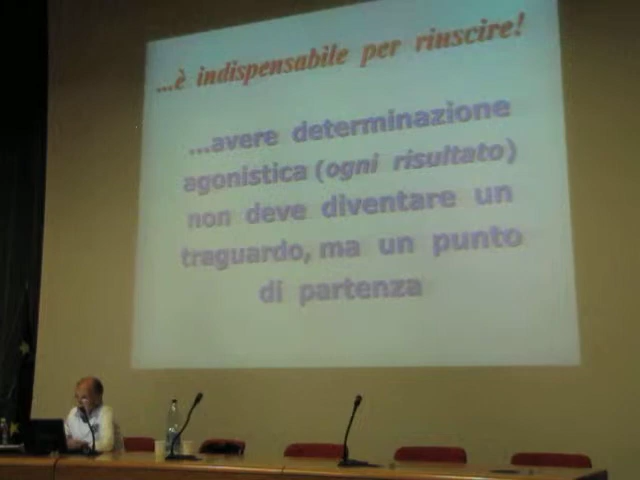 ...è indispensabile per riuscire!
...avere determinazione
agonistica (ogni risultato)
non deve diventare un
traguardo, ma un punto
di partenza